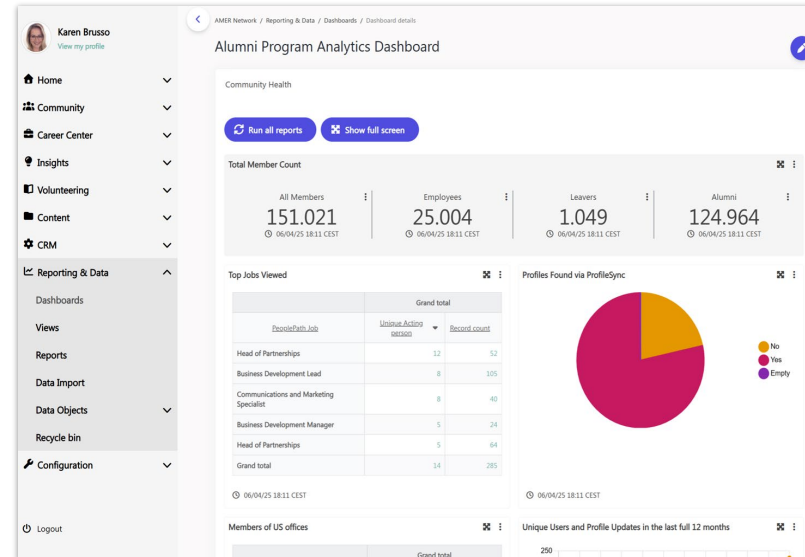 Karen Brusso
View my profile
Home
Community
Career Center
Insights
Volunteering
Content
CRM
Reporting & Data
Dashboards
Views
Reports
Data Import
Data Objects
Recycle bin
Configuration
Logout
AMER Network / Reporting & Data / Dashboards / Dashboard details
Alumni Program Analytics Dashboard
Community Health
Run all reports
Show full screen
Total Member Count
All Members
151.021
06/04/25 18:11 CEST
Employees
25.004
06/04/25 18:11 CEST
Leavers
1.049
06/04/25 18:11 CEST
Alumni
124.964
06/04/25 18:11 CEST
Top Jobs Viewed
Grand total
PeoplePath Job
Unique Acting
person
Record count
Head of Partnerships 12 52
Business Development Lead 8 105
Communications and Marketing
Specialist 8 40
Business Development Manager 5 24
Head of Partnerships 5 64
Grand total 14 285
06/04/25 18:11 CEST
Profiles Found via ProfileSync
No
Yes
Empty
06/04/25 18:11 CEST
Members of US offices
Grand total
Unique Users and Profile Updates in the last full 12 months
250